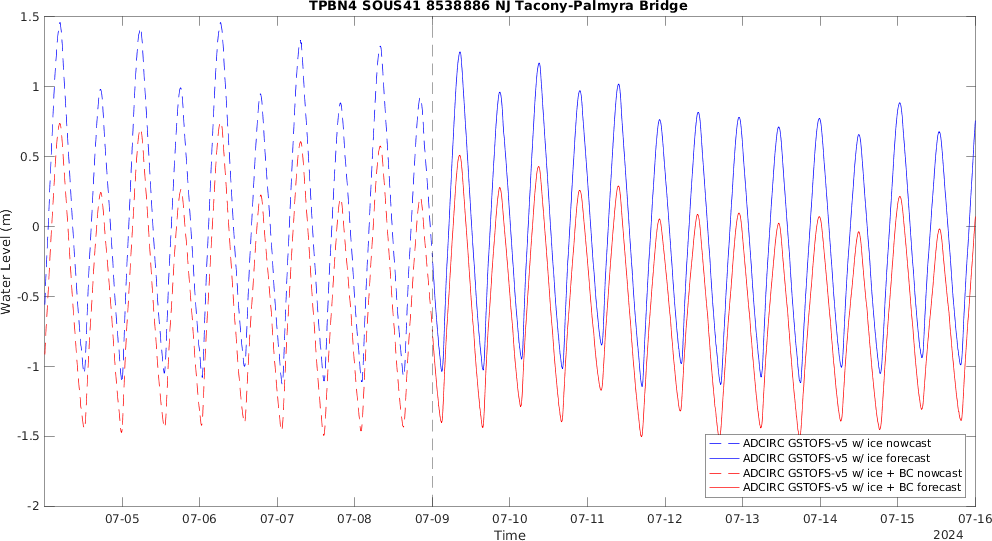 TPBN4 SOUS41 8538886 NJ Tacony-Palmyra Bridge
Water Level (m)
1.5
1
0.5
0
-0.5
-1
-1.5
-2
ADCIRC GSTOFS-v5 w/ ice nowcast
ADCIRC GSTOFS-v5 w/ ice forecast
ADCIRC GSTOFS-v5 w/ ice + BC nowcast
ADCIRC GSTOFS-v5 w/ ice + BC forecast
07-05 07-06 07-07 07-08 07-09 07-10 07-11 07-12 07-13 07-14 07-15 07-16
Time
2024